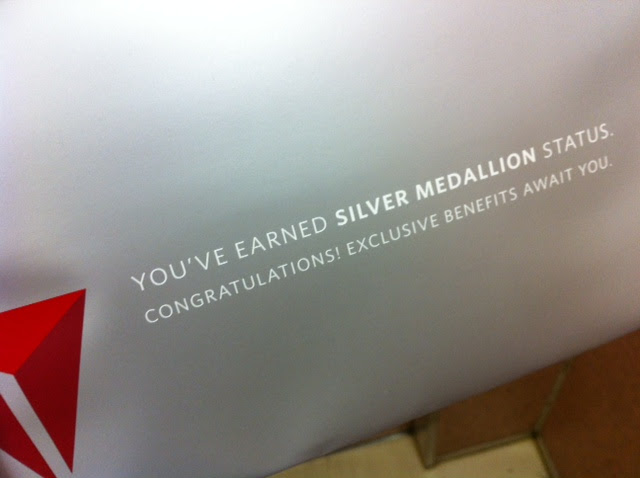 YOU'VE EARNED SILVER MEDALLION STATUS.
CONGRATULATIONS! EXCLUSIVE BENEFITS AWAIT YOU.